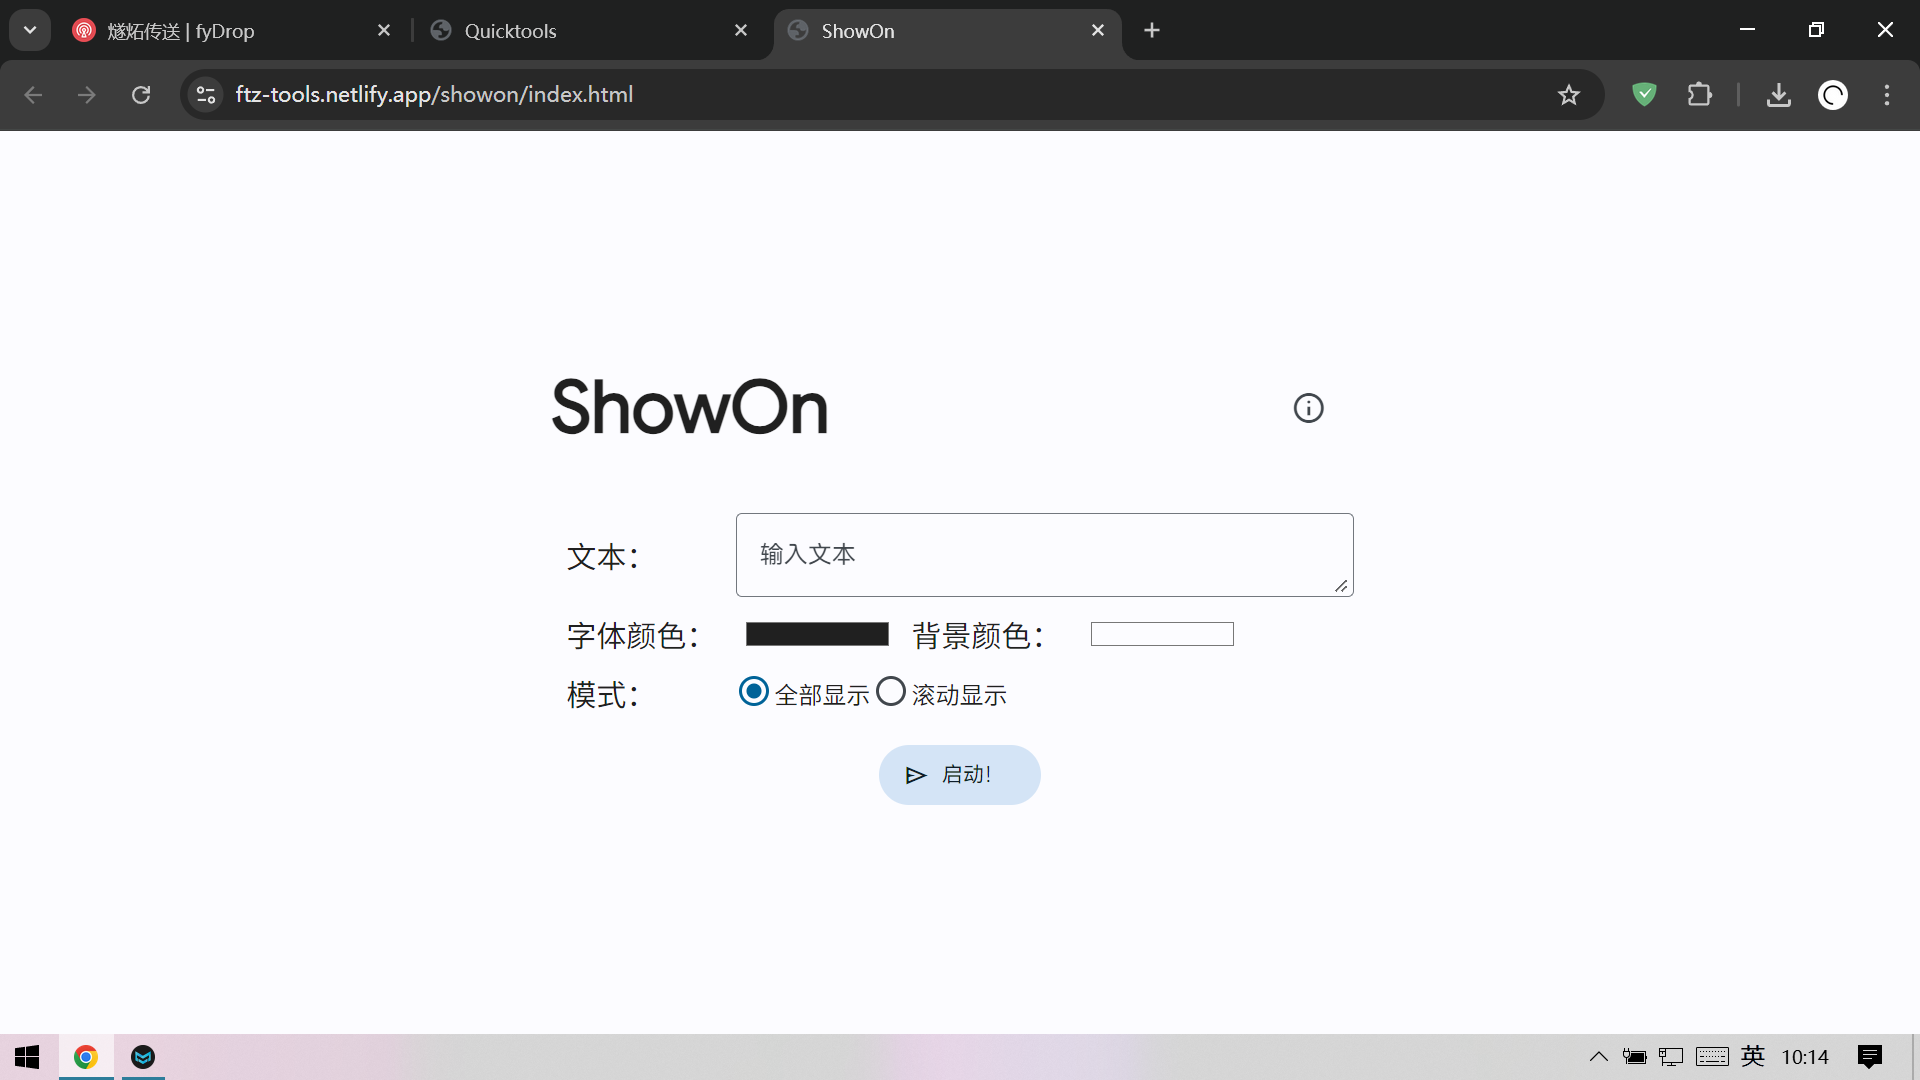 燧炻传送 | fyDrop
Quicktools
ShowOn
ftz-tools.netlify.app/showon/index.html
ShowOn
文本：
输入文本
字体颜色：
背景颜色：
模式：
全部显示
滚动显示
启动！
英
10:14